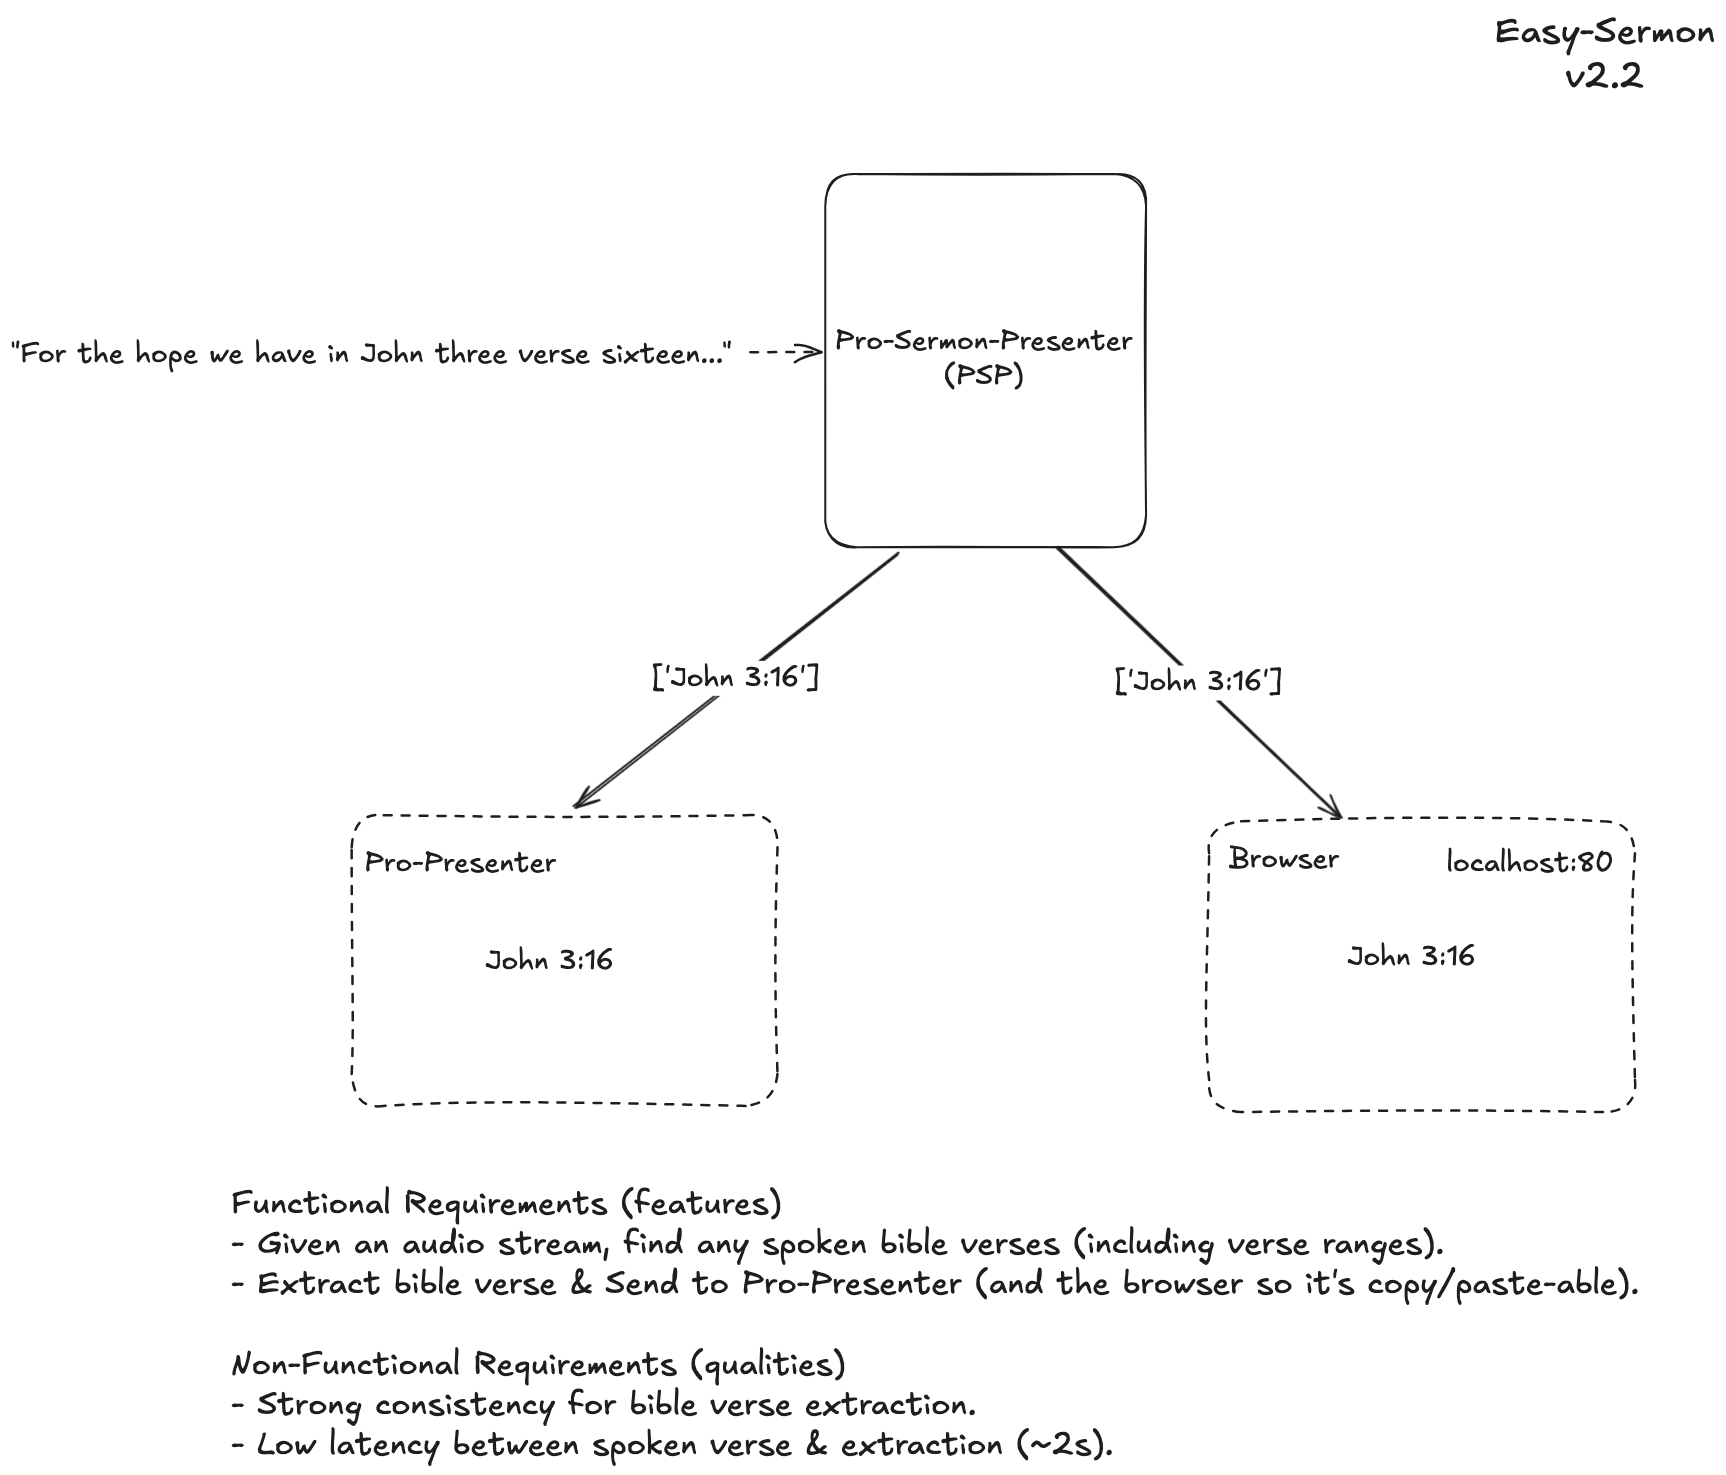 Easy-Sermon
v2.2
"For the hope we have in John three verse sixteen..."
Pro-Sermon-Presenter
(PSP)
['John 3:16']
['John 3:16']
Pro-Presenter
John 3:16
Browser
localhost:80
John 3:16
Functional Requirements (features)
- Given an audio stream, find any spoken bible verses (including verse ranges).
- Extract bible verse & Send to Pro-Presenter (and the browser so it's copy/paste-able).
Non-Functional Requirements (qualities)
- Strong consistency for bible verse extraction.
- Low latency between spoken verse & extraction (~2s).